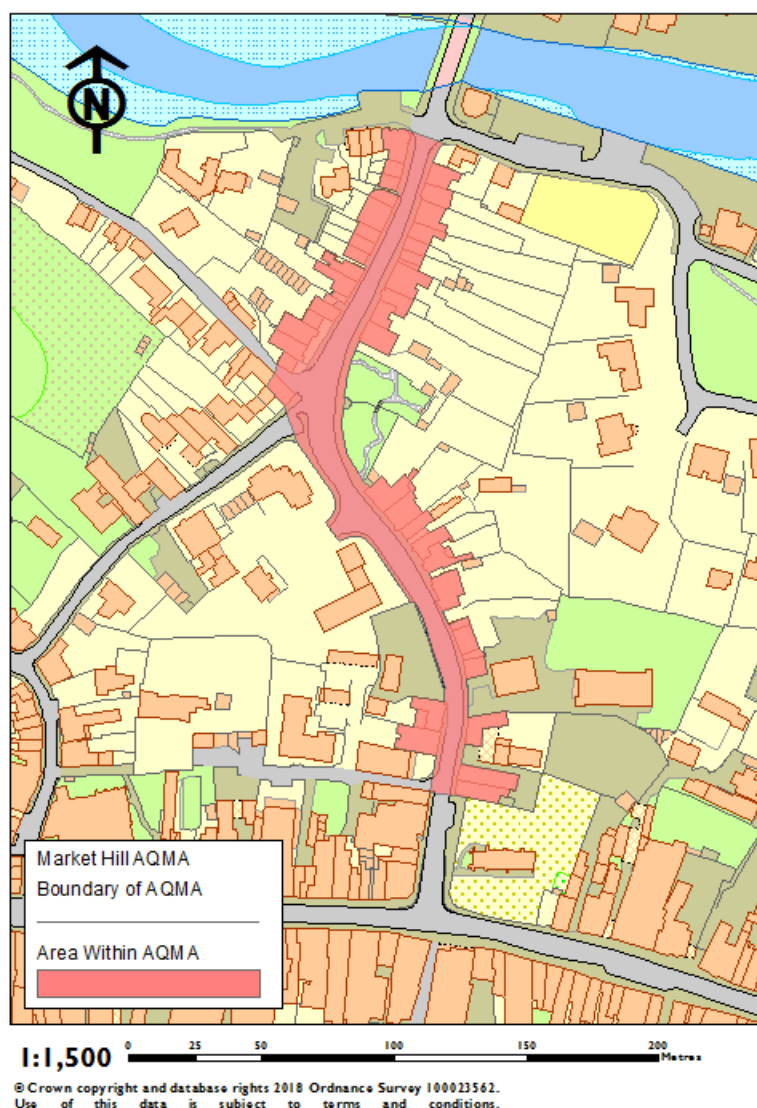 N
Market Hill AQMA
Boundary of AQMA
Area Within AQMA
1:1,500 0 25 50 100 150 200 Metres
© Crown copyright and database rights 2018 Ordnance Survey 100023562.
Use of this data is subject to terms and conditions.